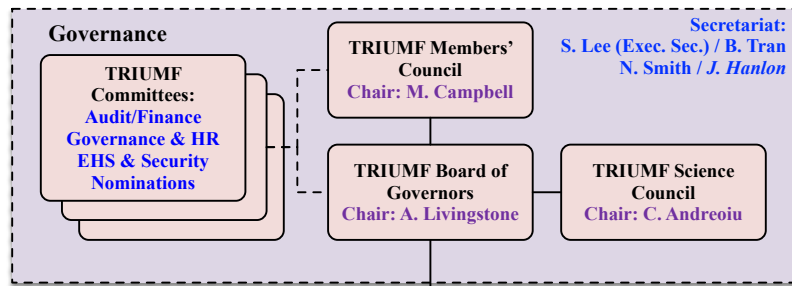 Governance
TRIUMF
Committees:
Audit/Finance
Governance & HR
EHS & Security
Nominations
TRIUMF Members’
Council
Chair: M. Campbell
Secretariat:
S. Lee (Exec. Sec.) / B. Tran
N. Smith / J. Hanlon
TRIUMF Board of
Governors
Chair: A. Livingstone
TRIUMF Science
Council
Chair: C. Andreoiu